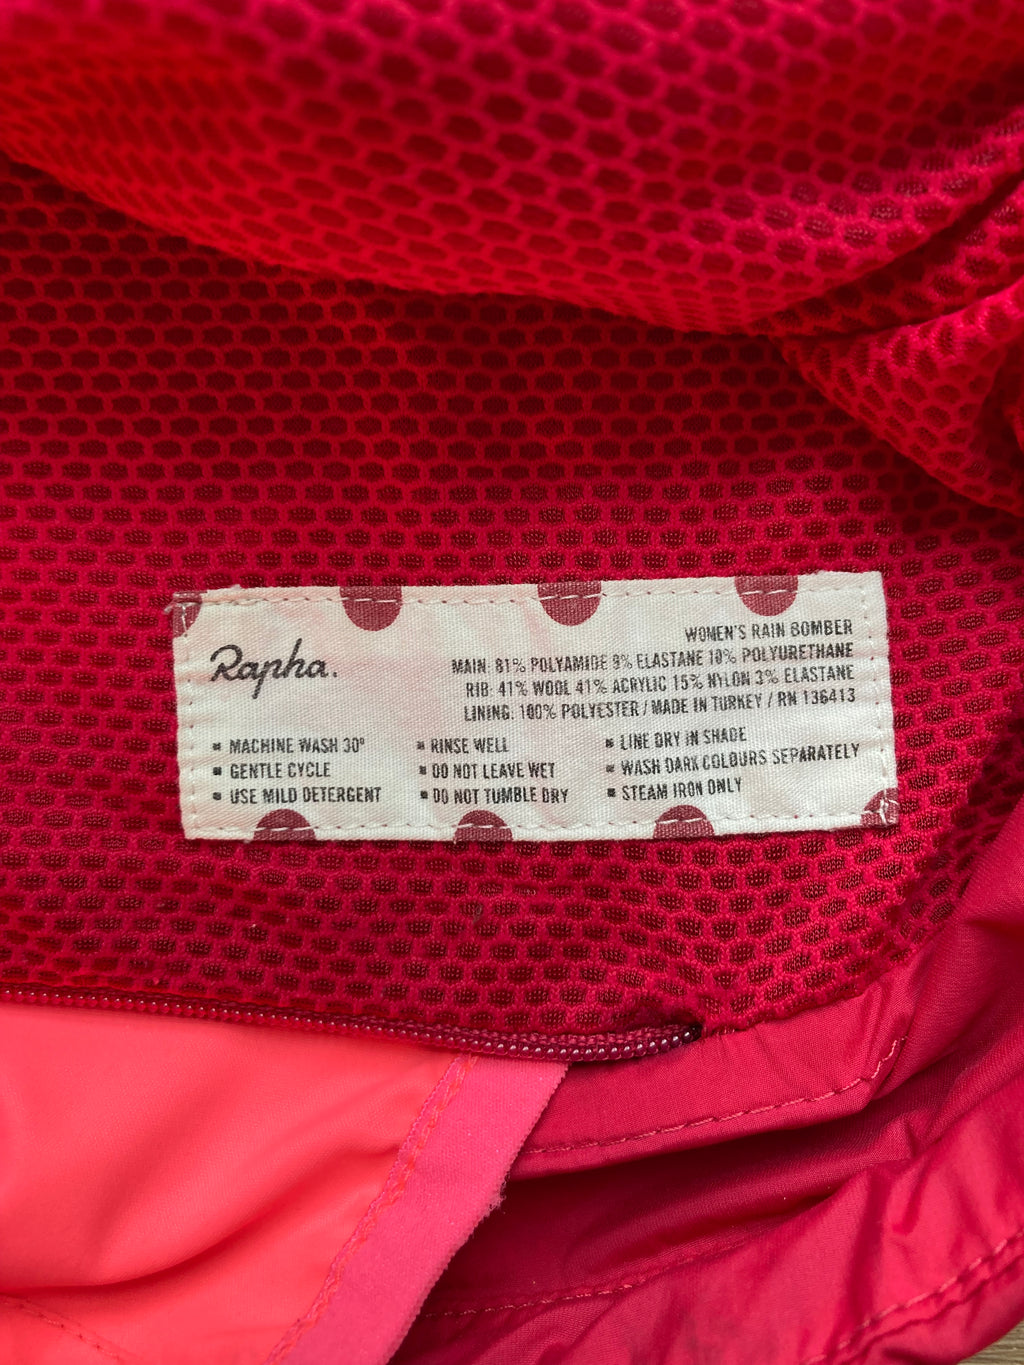 Rapha.
WOMEN'S RAIN BOMBER
MAIN: 81% POLYAMIDE 9% ELASTANE 10% POLYURETHANE
RIB: 41% WOOL 41% ACRYLIC 15% NYLON 3% ELASTANE
LINING: 100% POLYESTER / MADE IN TURKEY / RN 136413
▪ MACHINE WASH 30°
▪ GENTLE CYCLE
▪ USE MILD DETERGENT
▪ RINSE WELL
▪ DO NOT LEAVE WET
▪ DO NOT TUMBLE DRY
▪ LINE DRY IN SHADE
▪ WASH DARK COLOURS SEPARATELY
▪ STEAM IRON ONLY